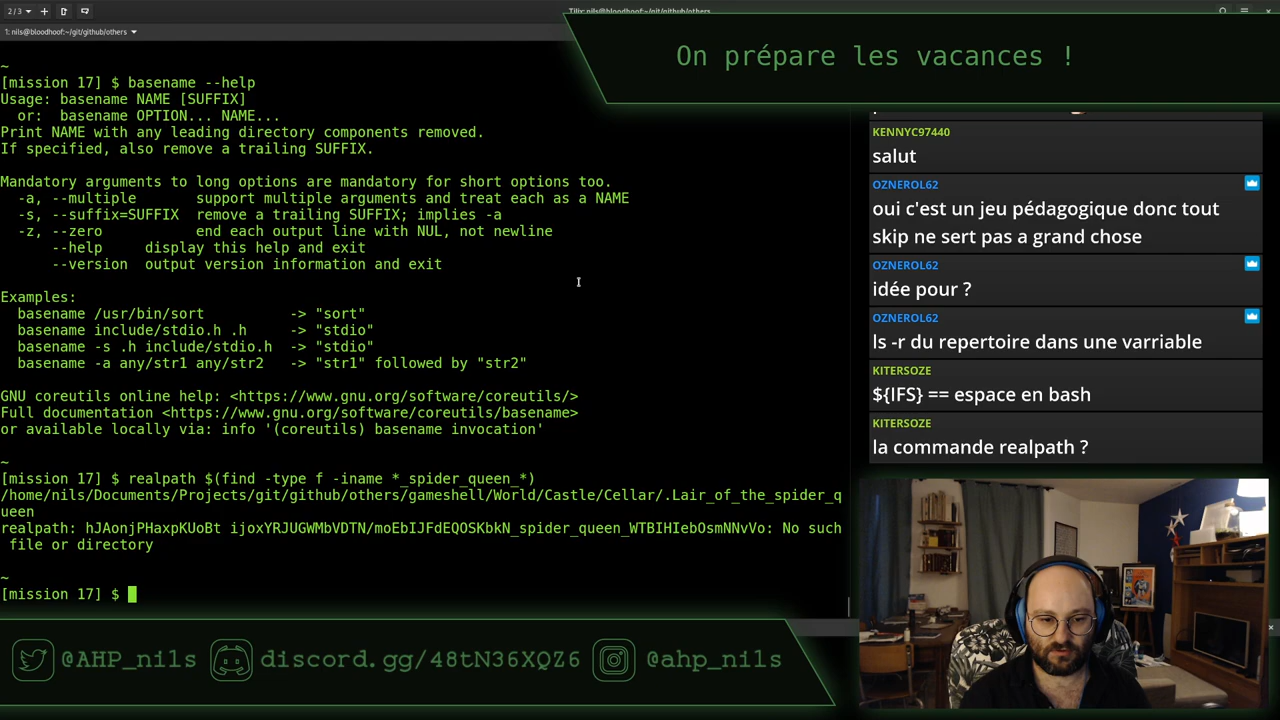 2/3
Tilix: nils@bloodhoof:~/git/github/others
1: nils@bloodhoof:~/git/github/others
On prépare les vacances !
~
[mission 17] $ basename --help
Usage: basename NAME [SUFFIX]
or:  basename OPTION... NAME...
Print NAME with any leading directory components removed.
If specified, also remove a trailing SUFFIX.
Mandatory arguments to long options are mandatory for short options too.
-a, --multiple       support multiple arguments and treat each as a NAME
-s, --suffix=SUFFIX  remove a trailing SUFFIX; implies -a
-z, --zero           end each output line with NUL, not newline
--help     display this help and exit
--version  output version information and exit
Examples:
basename /usr/bin/sort          -> "sort"
basename include/stdio.h .h     -> "stdio"
basename -s .h include/stdio.h  -> "stdio"
basename -a any/str1 any/str2   -> "str1" followed by "str2"
GNU coreutils online help: <https://www.gnu.org/software/coreutils/>
Full documentation <https://www.gnu.org/software/coreutils/basename>
or available locally via: info '(coreutils) basename invocation'
~
[mission 17] $ realpath $(find -type f -iname *_spider_queen_*)
/home/nils/Documents/Projects/git/github/others/gameshell/World/Castle/Cellar/.Lair_of_the_spider_q
ueen
realpath: hJAonjPHaxpKUoBt ijoxYRJUGWMbVDTN/moEbIJFdEQOSKbkN_spider_queen_WTBIHIebOsmNNvVo: No such
file or directory
~
[mission 17] $
KENNYC97440
salut
OZNEROL62
oui c'est un jeu pédagogique donc tout
skip ne sert pas a grand chose
OZNEROL62
idée pour ?
OZNEROL62
ls -r du repertoire dans une varriable
KITERSOZE
${IFS} == espace en bash
KITERSOZE
la commande realpath ?
@AHP_nils
discord.gg/48tN36XQZ6
@ahp_nils